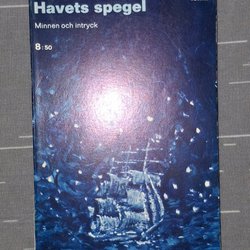 Havets spegel
Minnen och intryck
8:50